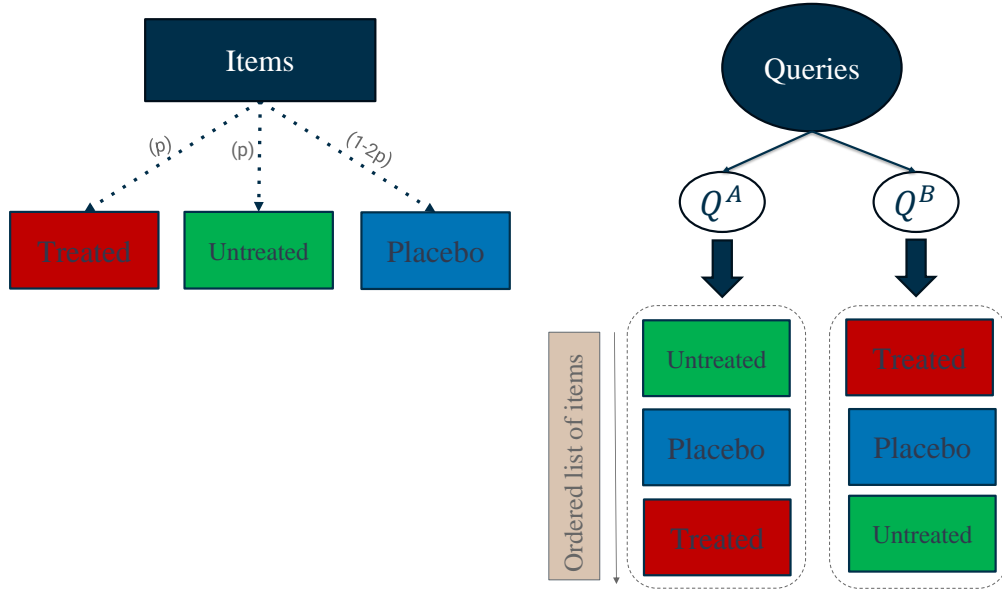 Items
(p)
(p)
(1-2p)
Treated
Untreated
Placebo
Queries
Q^A
Q^B
Ordered list of items
Untreated
Placebo
Treated
Treated
Placebo
Untreated